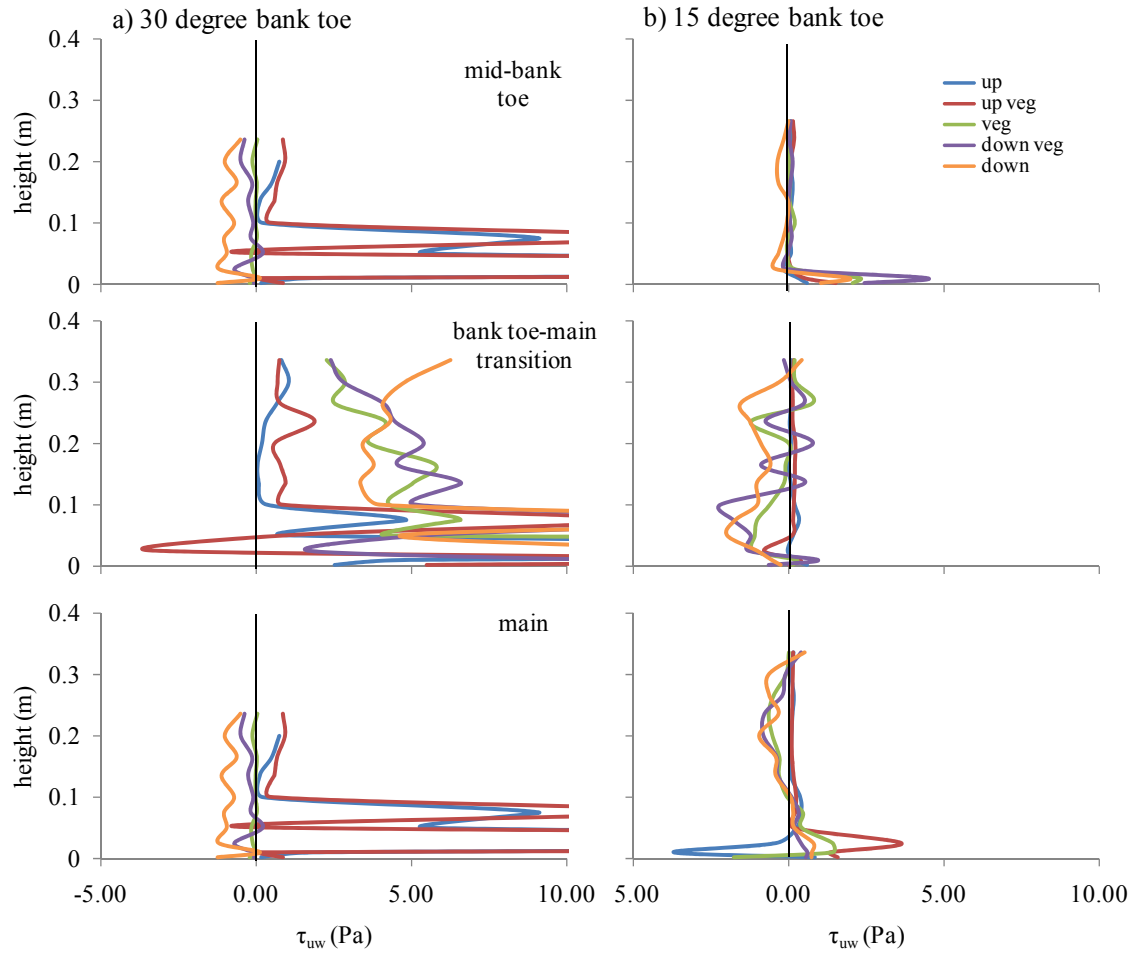 a) 30 degree bank toe
b) 15 degree bank toe
0.4
0.3
0.2
0.1
0
height (m)
mid-bank
toe
up
up veg
veg
down veg
down
0.4
0.3
0.2
0.1
0
height (m)
bank toe-main
transition
0.4
0.3
0.2
0.1
0
height (m)
main
-5.00 0.00 5.00 10.00
5.00 0.00 5.00 10.00
τuw (Pa)
τuw (Pa)